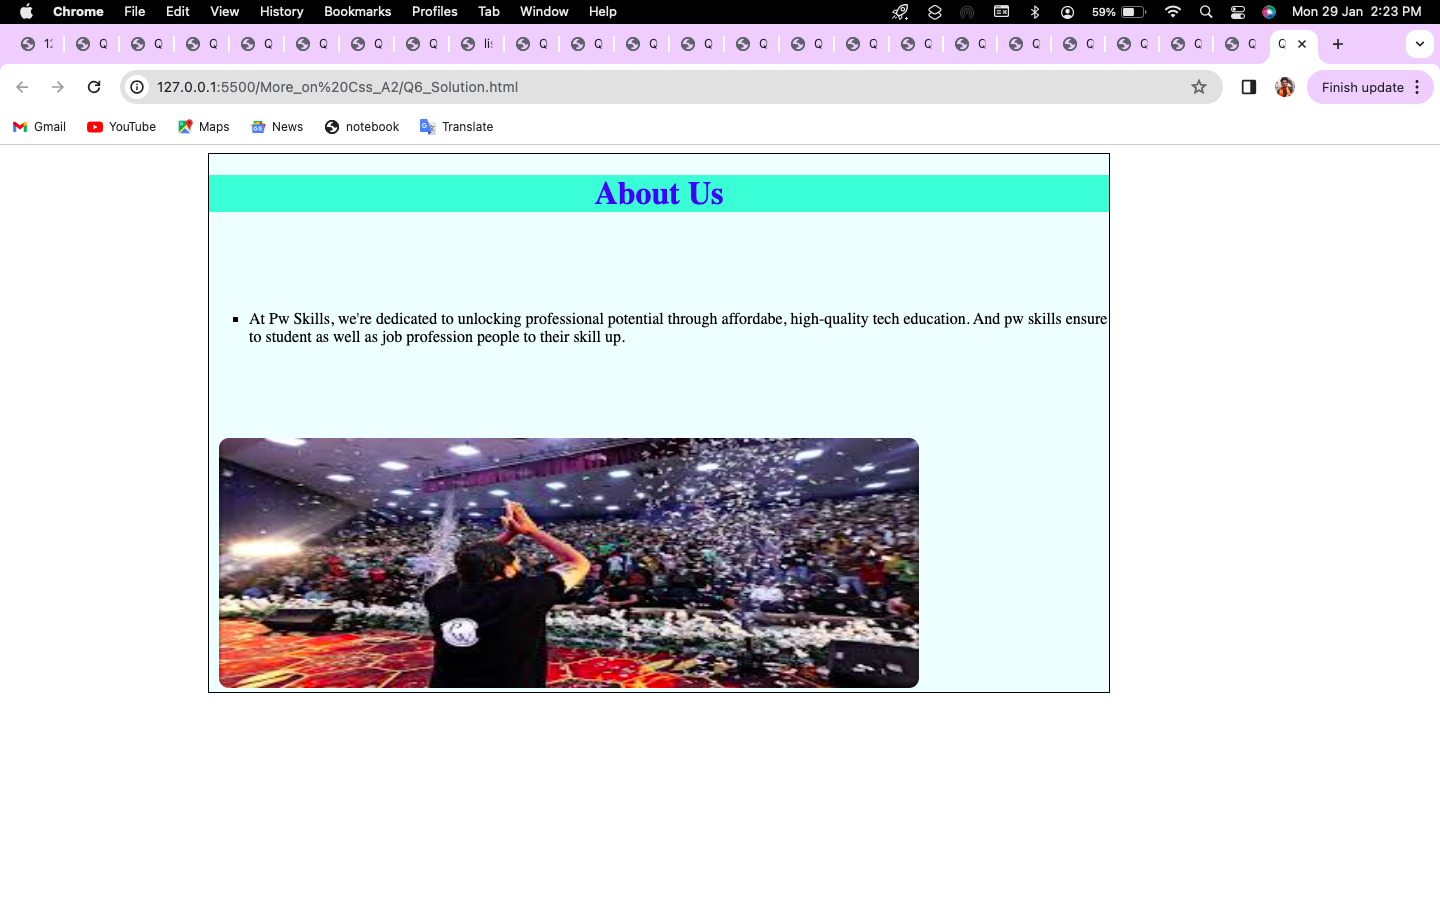 Chrome File Edit View History Bookmarks Profiles Tab Window Help 59% Mon 29 Jan 2:23 PM
Q Q Q Q Q Q Q Q Q Q Q Q Q Q Q Q Q Q Q Q Q Q
127.0.0.1:5500/More_on%20Css_A2/Q6_Solution.html Finish update
Gmail YouTube Maps News notebook Translate
About Us
At Pw Skills, we're dedicated to unlocking professional potential through affordabe, high-quality tech education. And pw skills ensure
to student as well as job profession people to their skill up.